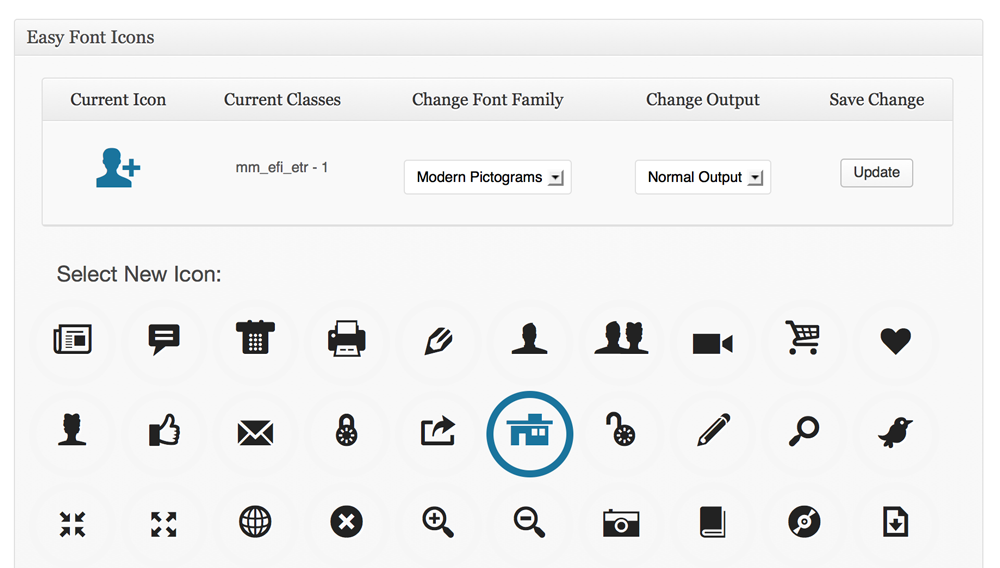 Easy Font Icons
Current Icon Current Classes Change Font Family Change Output Save Change
mm_efi_etr - 1 Modern Pictograms Normal Output Update
Select New Icon: